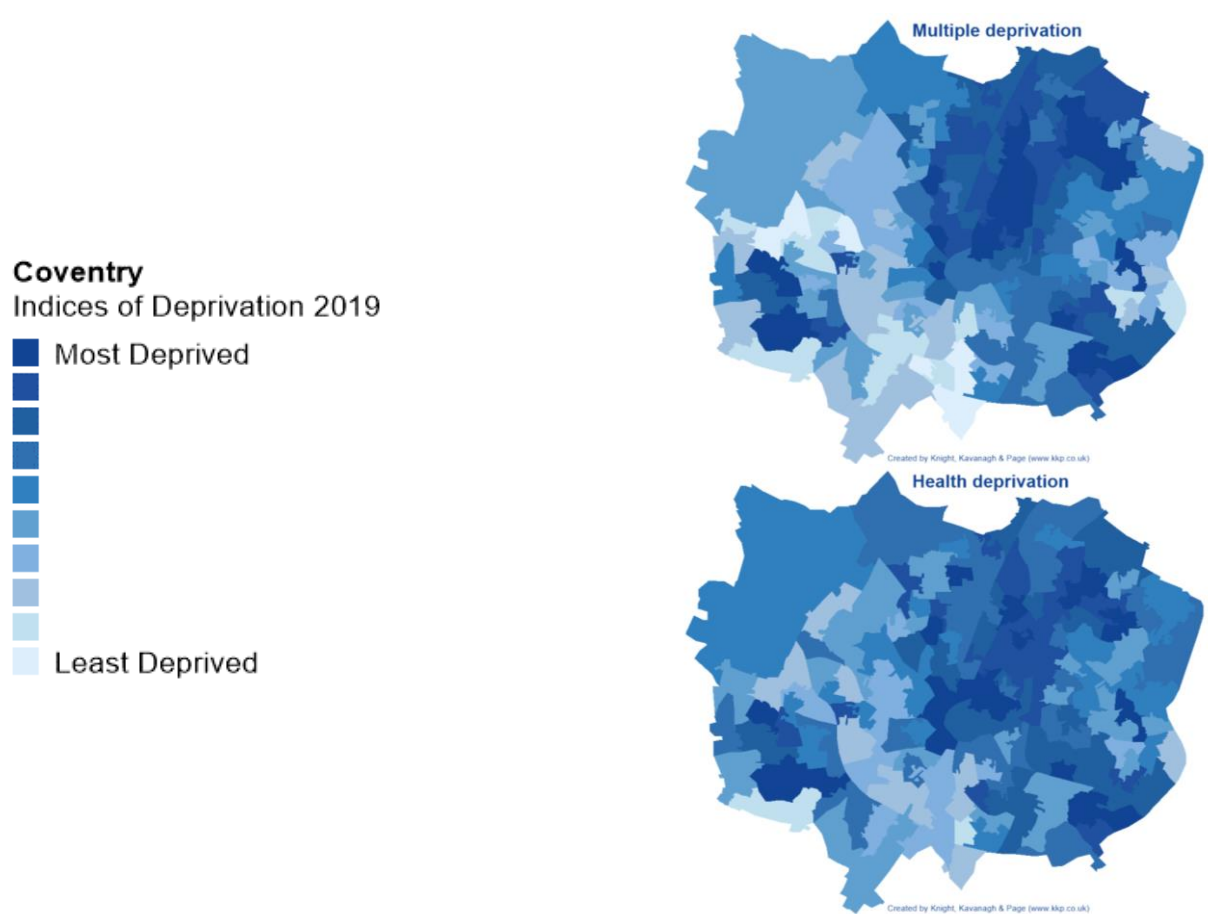 Coventry
Indices of Deprivation 2019
Most Deprived
Least Deprived
Multiple deprivation
Created by Knight, Kavanagh & Page (www.kkp.co.uk)
Health deprivation
Created by Knight, Kavanagh & Page (www.kkp.co.uk)